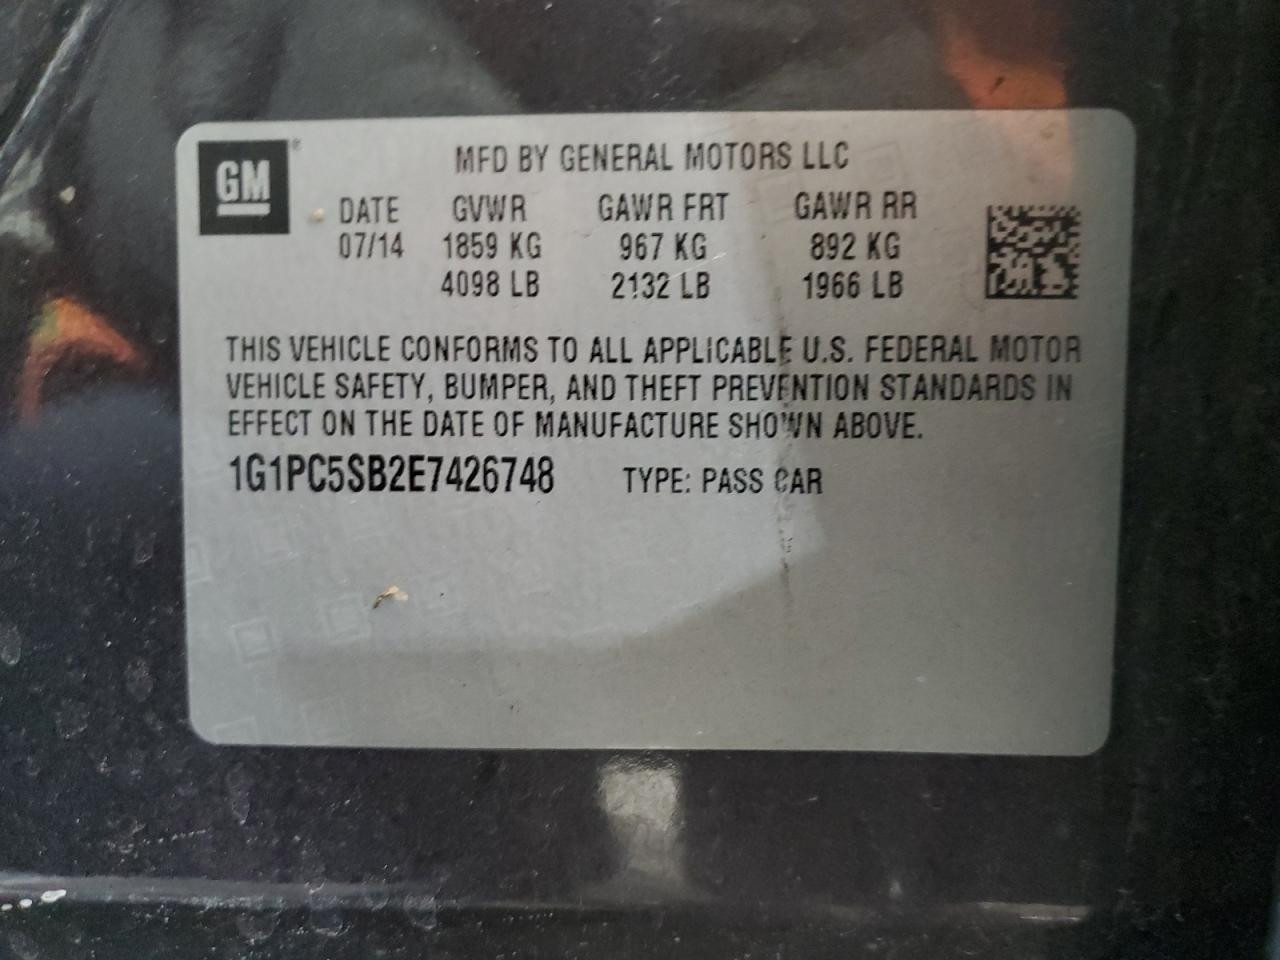 GM
MFD BY GENERAL MOTORS LLC
DATE GVWR GAWR FRT GAWR RR
07/14 1859 KG 967 KG 892 KG
4098 LB 2132 LB 1966 LB
THIS VEHICLE CONFORMS TO ALL APPLICABLE U.S. FEDERAL MOTOR
VEHICLE SAFETY, BUMPER, AND THEFT PREVENTION STANDARDS IN
EFFECT ON THE DATE OF MANUFACTURE SHOWN ABOVE.
1G1PC5SB2E7426748 TYPE: PASS CAR